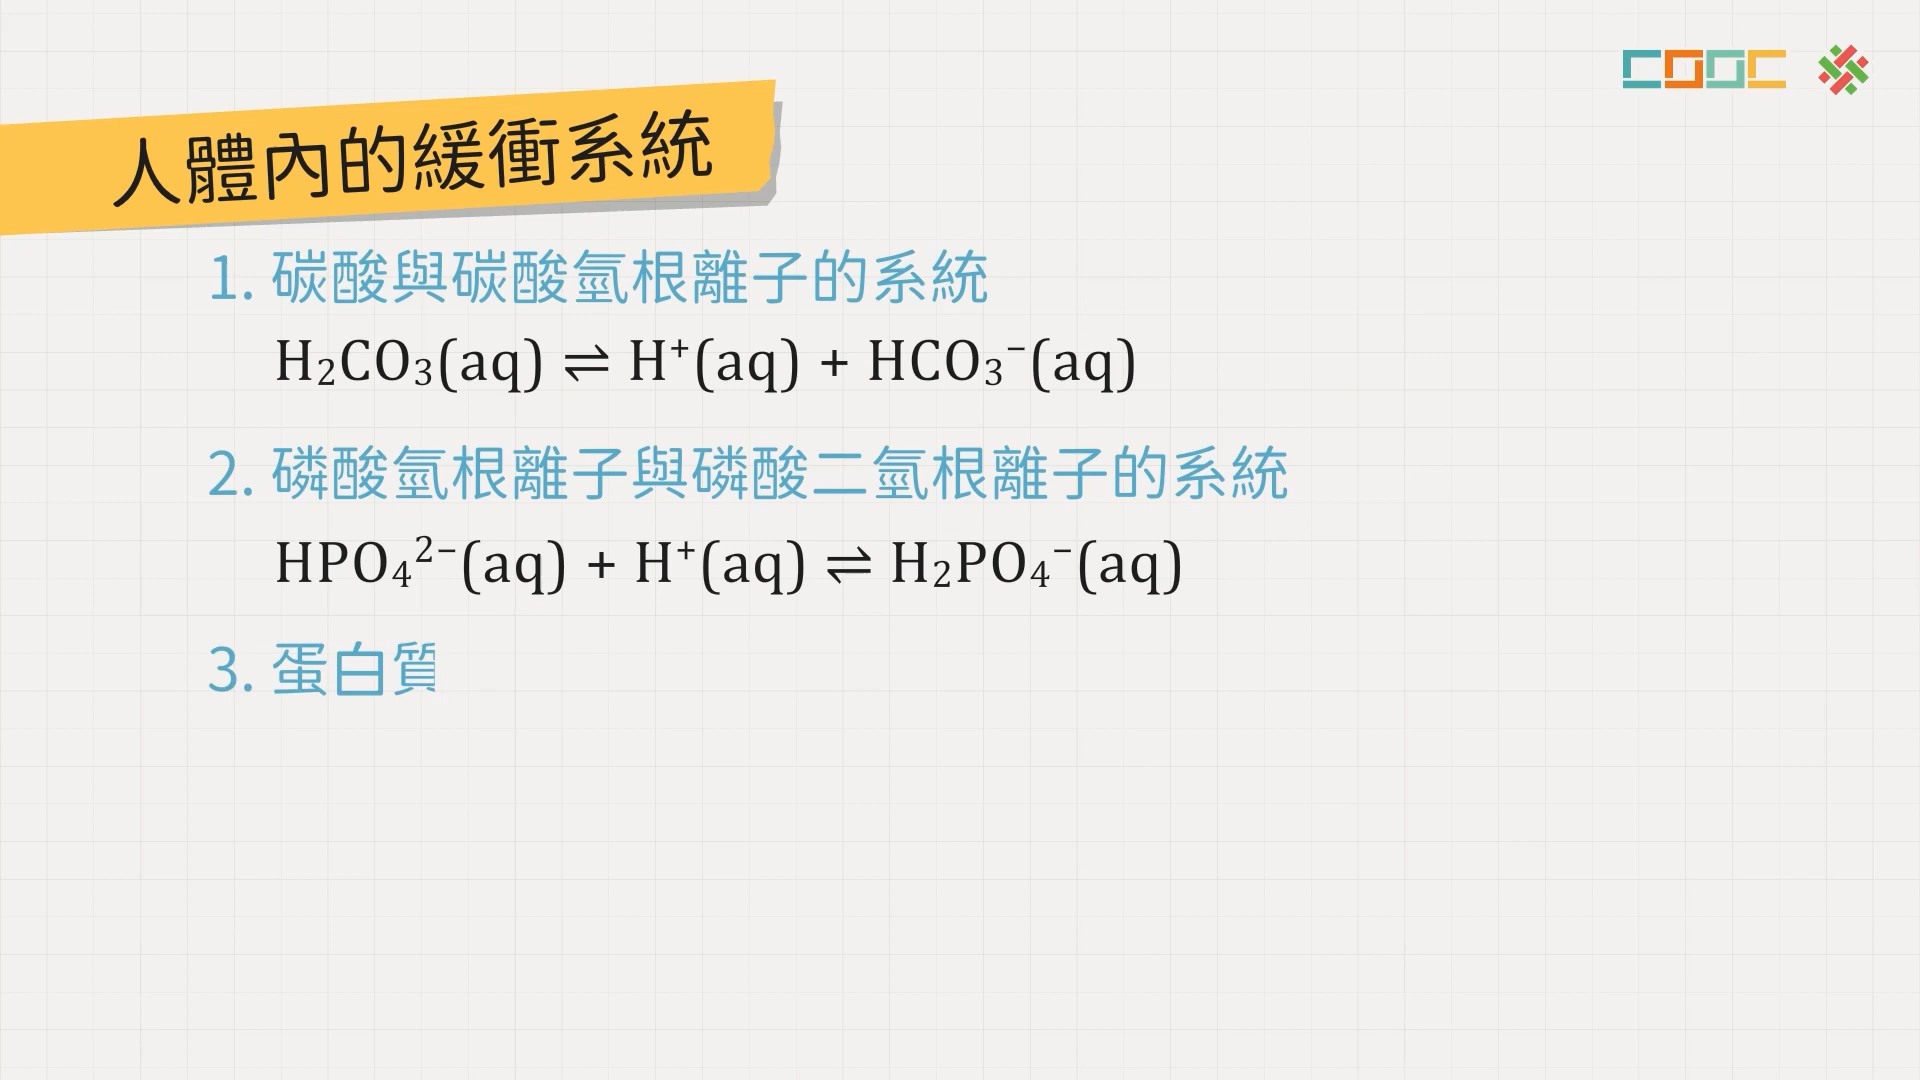 COOC
人體內的緩衝系統
1. 碳酸與碳酸氫根離子的系統
H₂CO₃(aq) ⇌ H⁺(aq) + HCO₃⁻(aq)
2. 磷酸氫根離子與磷酸二氫根離子的系統
HPO₄²⁻(aq) + H⁺(aq) ⇌ H₂PO₄⁻(aq)
3. 蛋白質